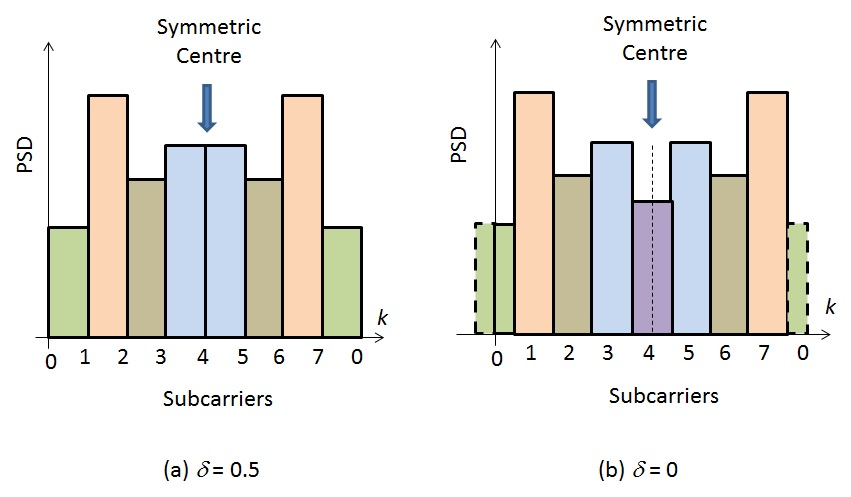 Symmetric
Centre
PSD
k
0 1 2 3 4 5 6 7 0
Subcarriers
(a) δ = 0.5
Symmetric
Centre
PSD
k
0 1 2 3 4 5 6 7 0
Subcarriers
(b) δ = 0